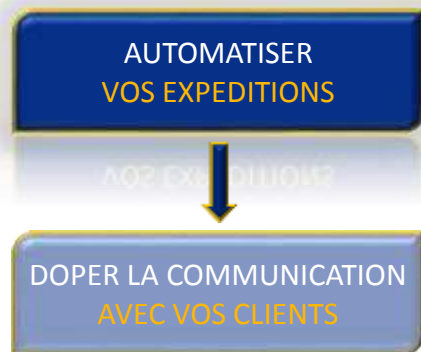 AUTOMATISER
VOS EXPEDITIONS
DOPER LA COMMUNICATION
AVEC VOS CLIENTS